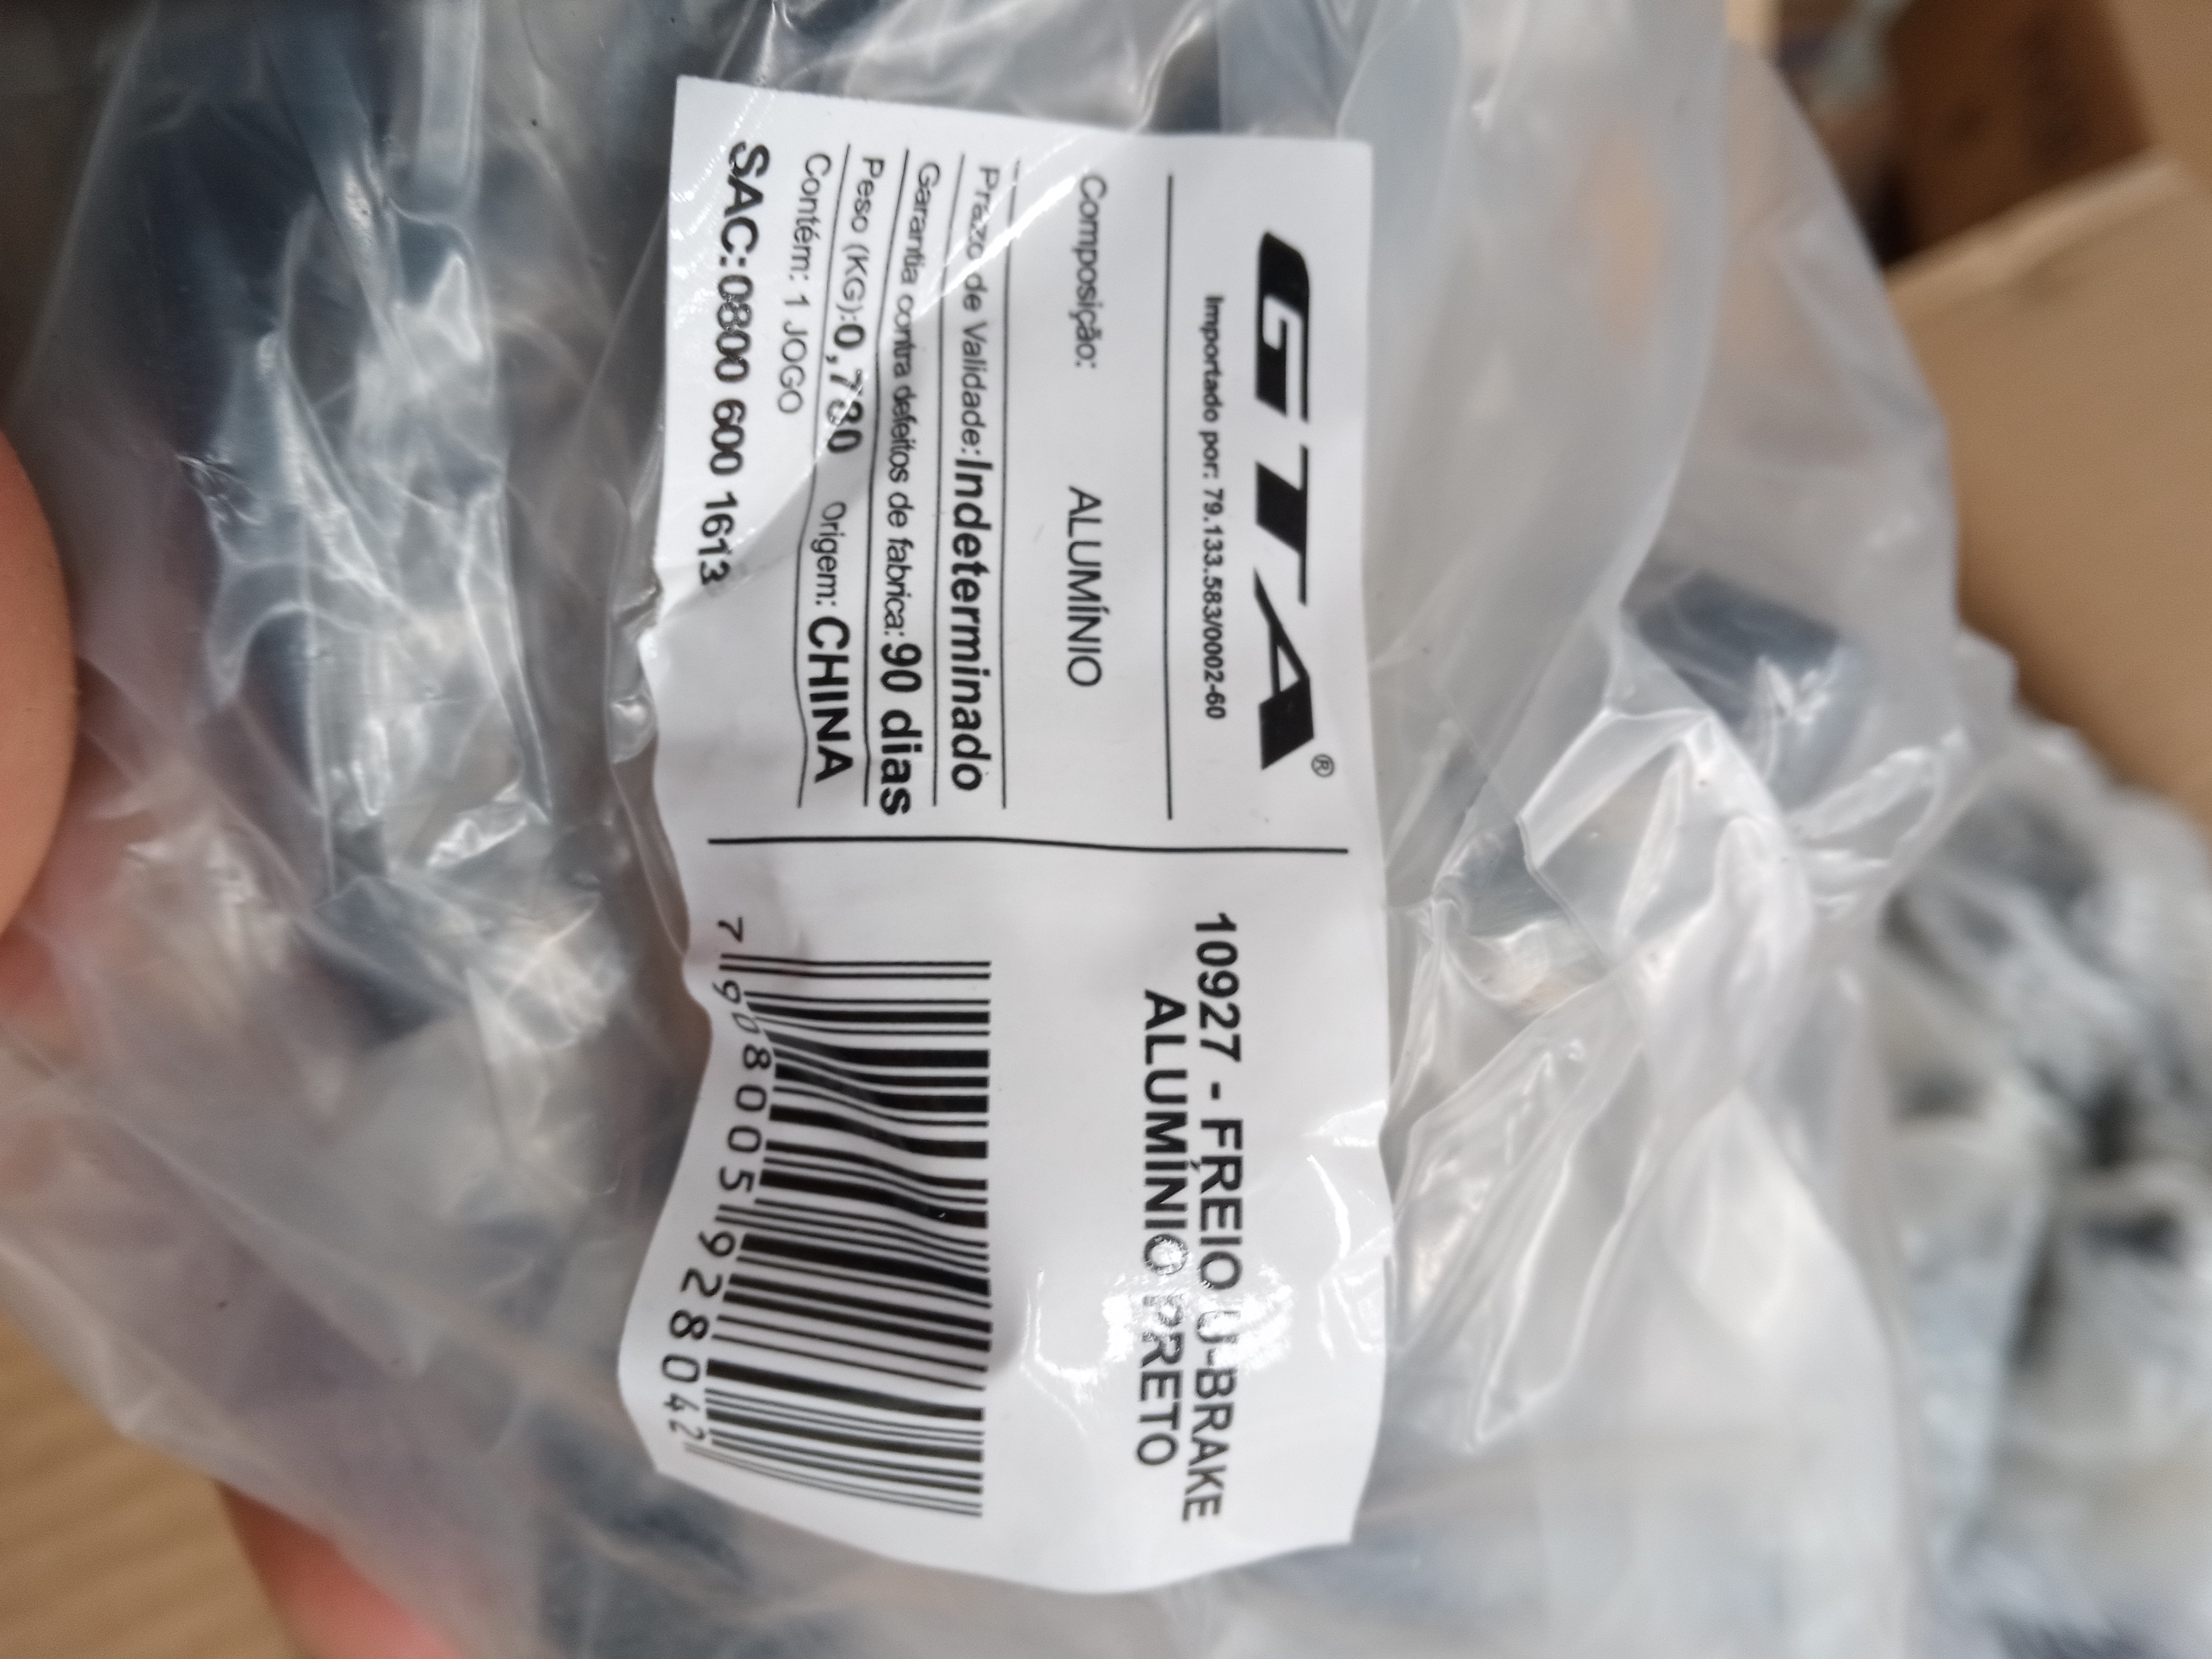 GTA®
Importado por: 79.133.583/0002-60
Composição: ALUMÍNIO
Prazo de Validade: Indeterminado
Garantia contra defeitos de fabrica: 90 dias
Peso (KG): 0,780 Origem: CHINA
Contém: 1 JOGO
SAC: 0800 600 1613
10927 - FREIO U-BRAKE
ALUMÍNIO PRETO
7 908005 928042